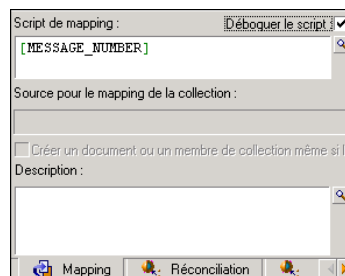 Script de mapping : Déboguer le script :
[MESSAGE_NUMBER]
Source pour le mapping de la collection :
Créer un document ou un membre de collection même si l
Description :
Mapping Réconciliation